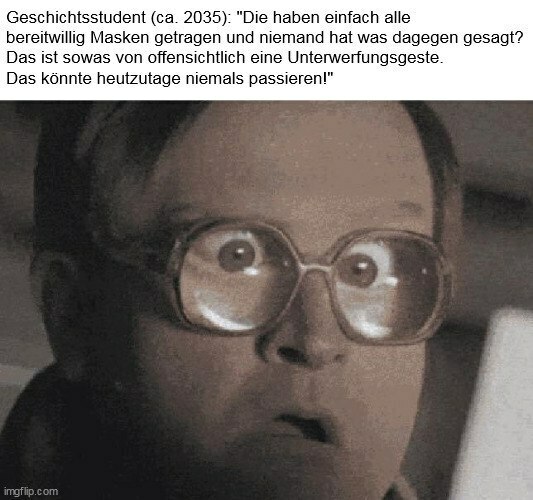 Geschichtsstudent (ca. 2035): "Die haben einfach alle
bereitwillig Masken getragen und niemand hat was dagegen gesagt?
Das ist sowas von offensichtlich eine Unterwerfungsgeste.
Das könnte heutzutage niemals passieren!"
imgflip.com